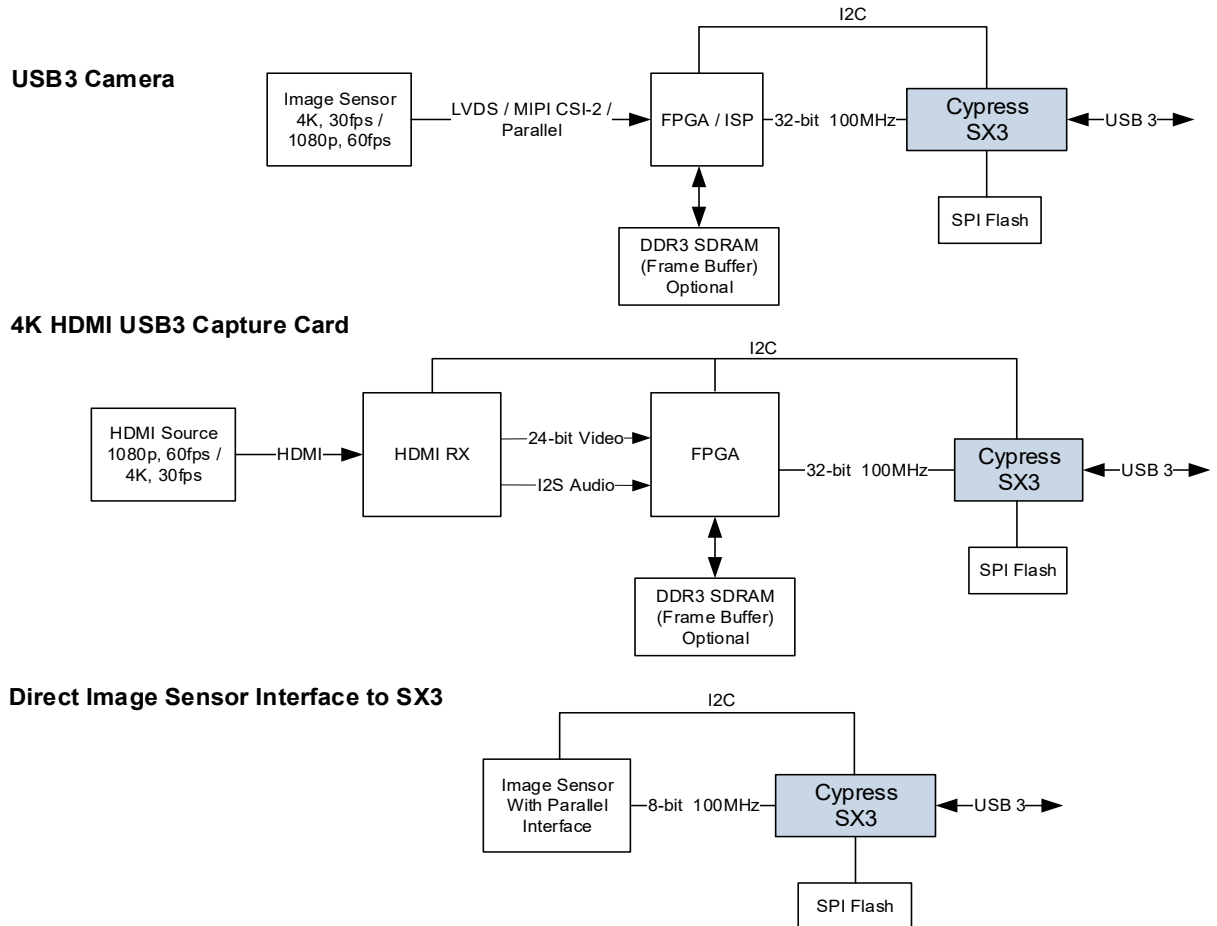 I2C
USB3 Camera
Image Sensor
4K, 30fps /
1080p, 60fps
LVDS / MIPI CSI-2 /
Parallel
FPGA / ISP
32-bit 100MHz
Cypress
SX3
USB 3
SPI Flash
DDR3 SDRAM
(Frame Buffer)
Optional
4K HDMI USB3 Capture Card
I2C
HDMI Source
1080p, 60fps /
4K, 30fps
HDMI
HDMI RX
24-bit Video
I2S Audio
FPGA
32-bit 100MHz
Cypress
SX3
USB 3
SPI Flash
DDR3 SDRAM
(Frame Buffer)
Optional
Direct Image Sensor Interface to SX3
I2C
Image Sensor
With Parallel
Interface
8-bit 100MHz
Cypress
SX3
USB 3
SPI Flash